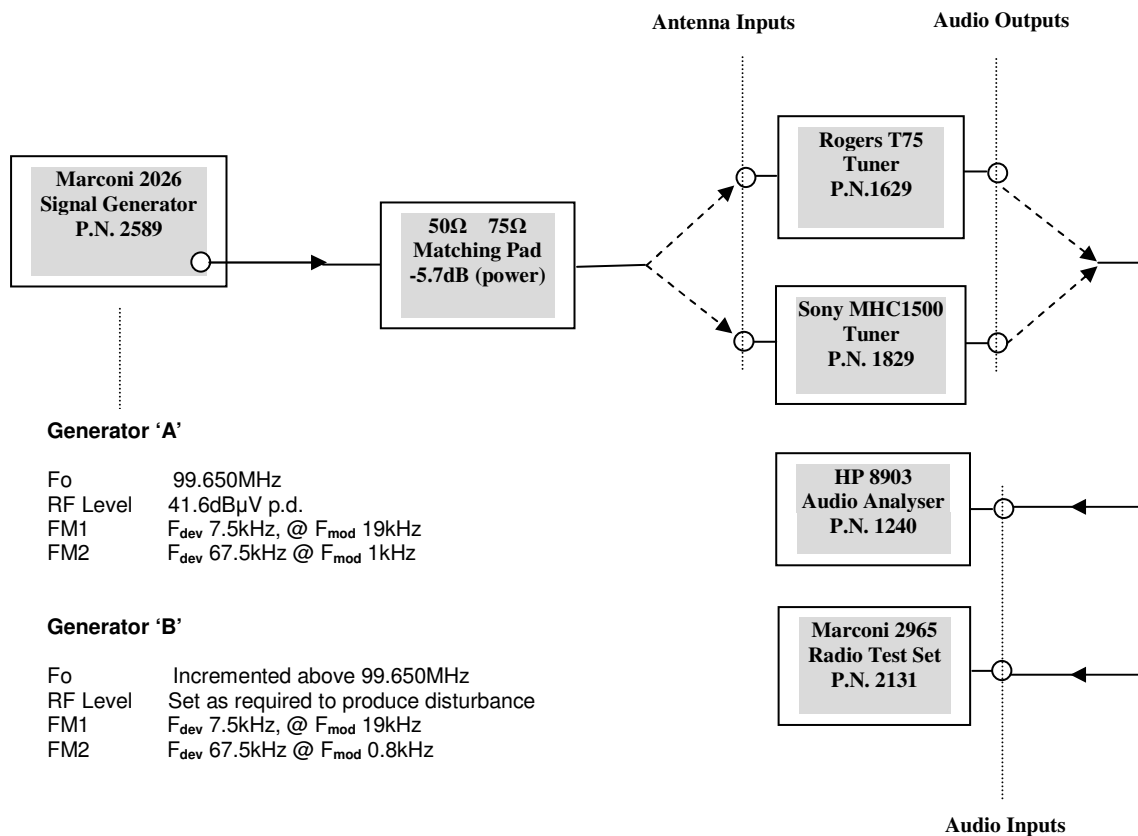 Antenna Inputs
Audio Outputs
Marconi 2026
Signal Generator
P.N. 2589
50Ω 75Ω
Matching Pad
-5.7dB (power)
Rogers T75
Tuner
P.N.1629
Sony MHC1500
Tuner
P.N. 1829
Generator ‘A’
Fo 99.650MHz
RF Level 41.6dBµV p.d.
FM1 Fdev 7.5kHz, @ Fmod 19kHz
FM2 Fdev 67.5kHz @ Fmod 1kHz
Generator ‘B’
Fo Incremented above 99.650MHz
RF Level Set as required to produce disturbance
FM1 Fdev 7.5kHz, @ Fmod 19kHz
FM2 Fdev 67.5kHz @ Fmod 0.8kHz
HP 8903
Audio Analyser
P.N. 1240
Marconi 2965
Radio Test Set
P.N. 2131
Audio Inputs